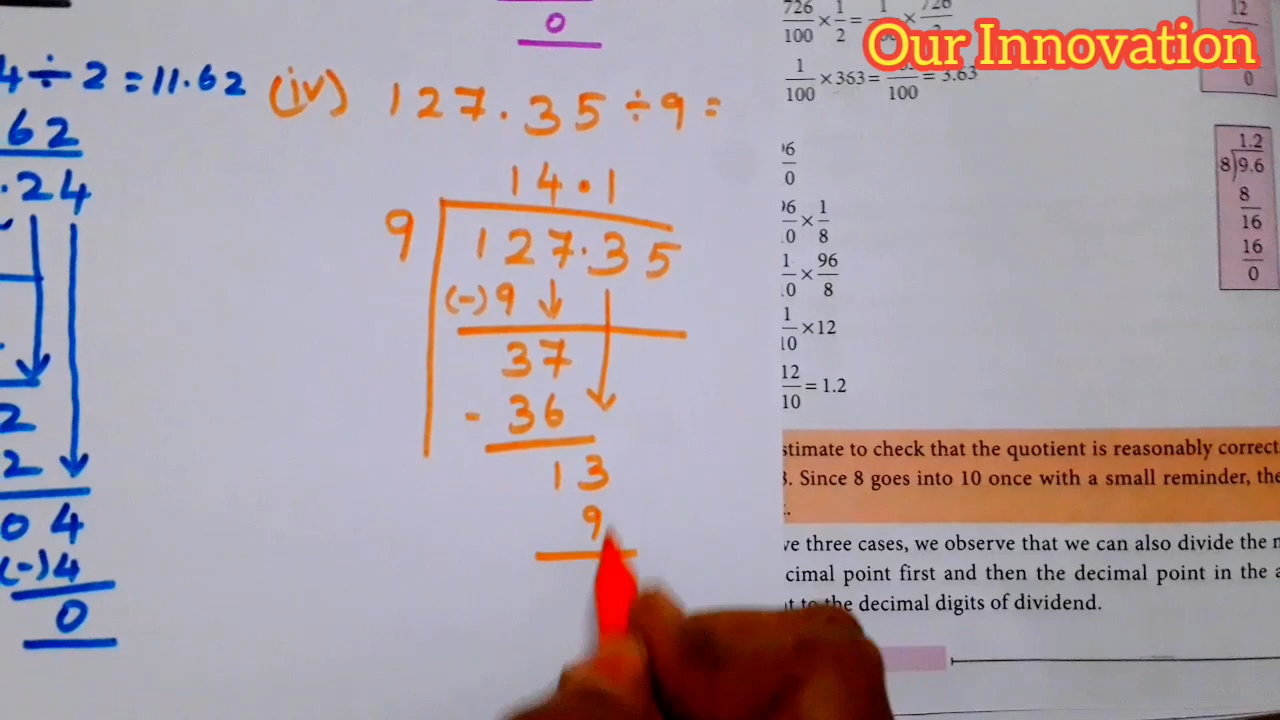 0
4÷2=11.62
62
.24
2
2
04
(-)4
0
(iv) 127.35÷9=
14.1
9 127.35
(-)9
37
- 36
13
9
726/100 × 1/2 = 1/ ×
1/100 × 363 = /100 = 3.63
Our Innovation
12
0
96
0
96/0 × 1/8
1/0 × 96/8
1/10 × 12
12/10 = 1.2
1.2
8)9.6
8
16
16
0
stimate to check that the quotient is reasonably correct
. Since 8 goes into 10 once with a small reminder, the
ve three cases, we observe that we can also divide the
cimal point first and then the decimal point in the
to the decimal digits of dividend.